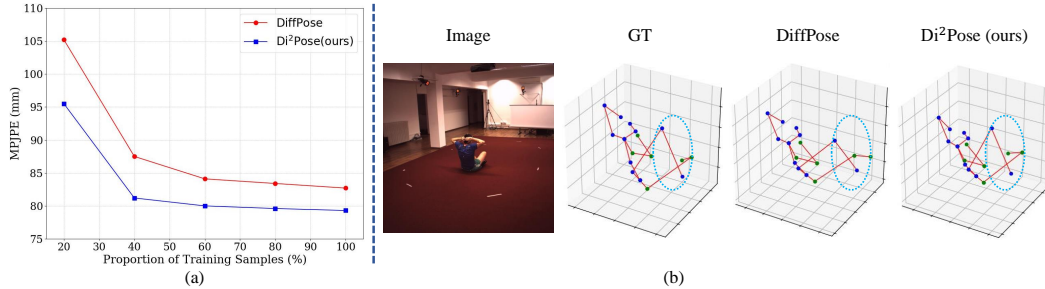 110
105
100
95
90
85
80
75
MPJPE (mm)
DiffPose
Di²Pose(ours)
20 30 40 50 60 70 80 90 100
Proportion of Training Samples (%)
(a)
Image GT DiffPose Di²Pose (ours)
(b)